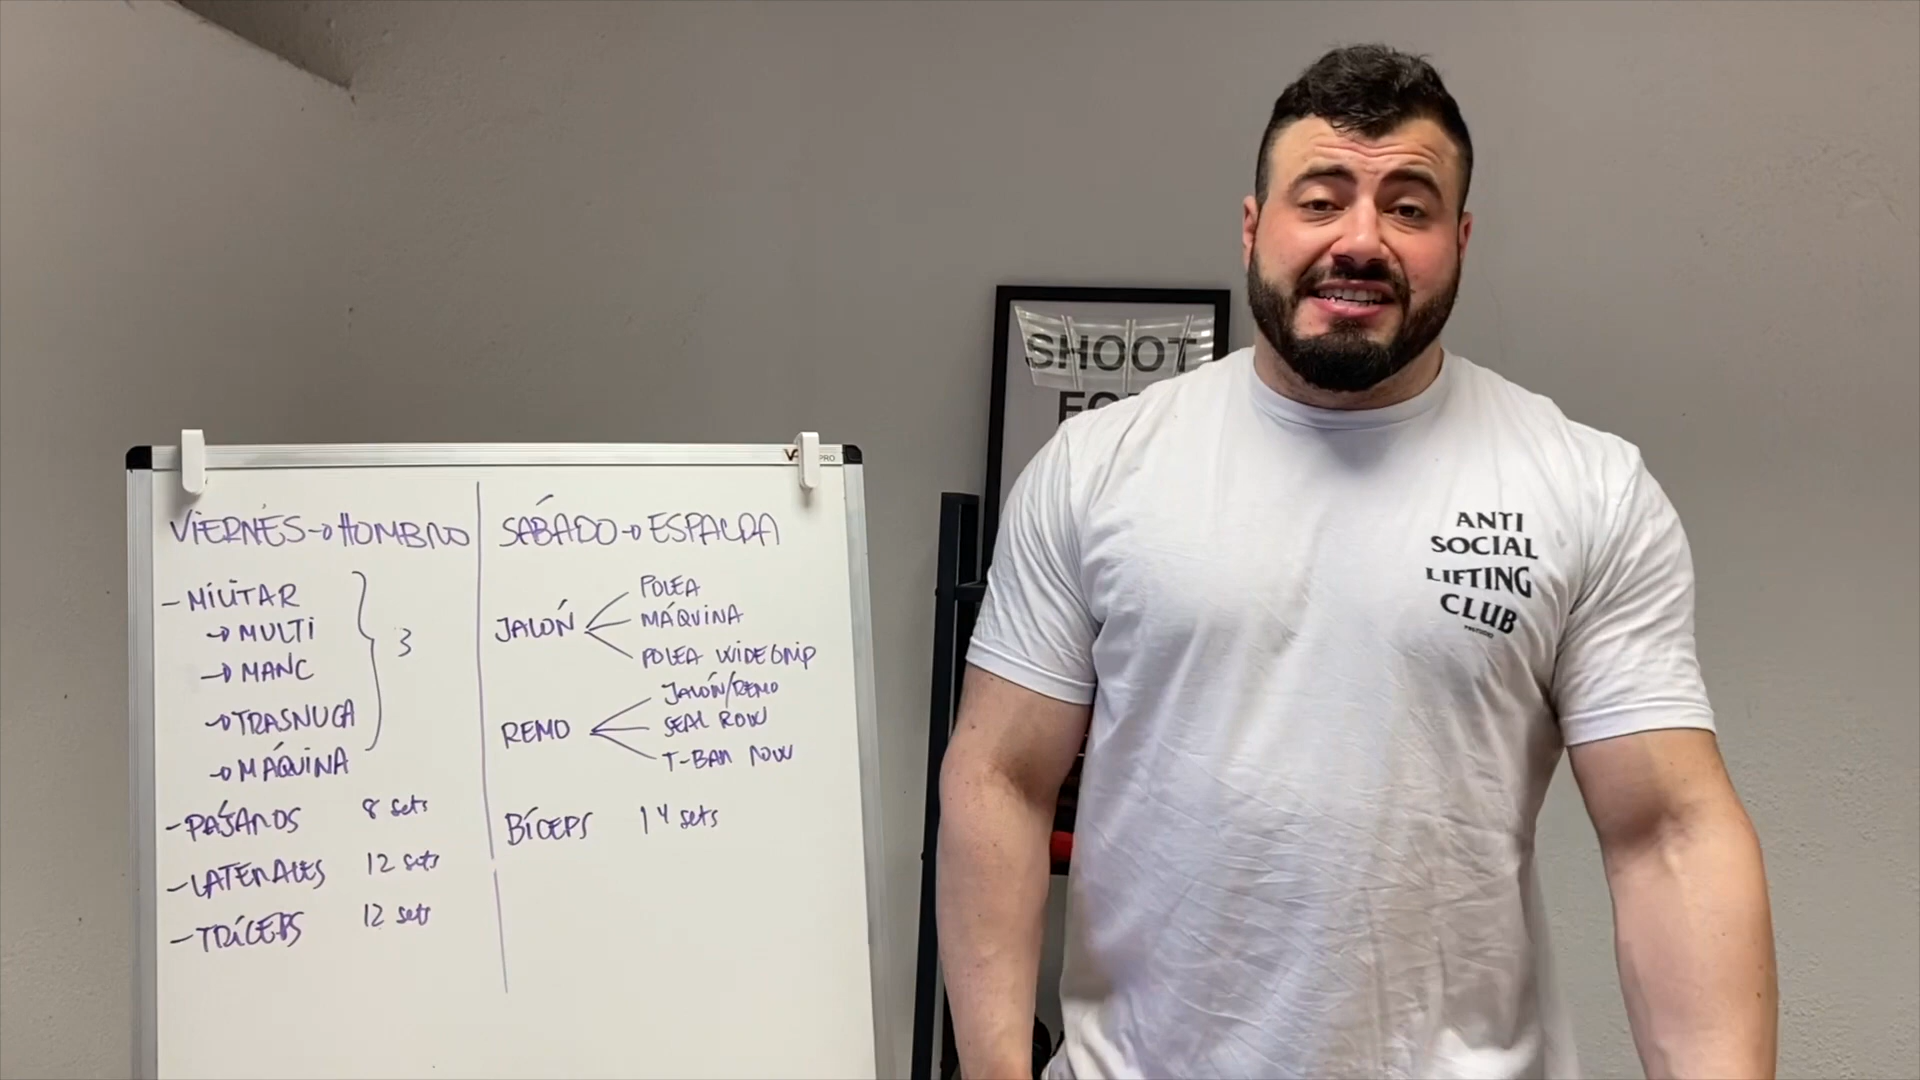 VIERNES → HOMBRO
- MILITAR
→ MULTI
→ MANC
→ TRASNUCA
→ MÁQUINA
3
- PÁJAROS 8 sets
- LATERALES 12 sets
- TRÍCEPS 12 sets
SÁBADO → ESPALDA
JALÓN
POLEA
MÁQUINA
POLEA WIDEGRIP
REMO
JALÓN/REMO
SEAL ROW
T-BAR ROW
BÍCEPS 14 sets
PRO
SHOOT
ANTI
SOCIAL
LIFTING
CLUB